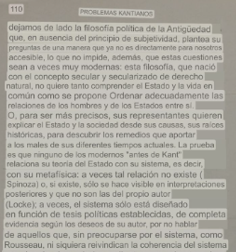 110
PROBLEMAS KANTIANOS
dejamos de lado la filosofía política de la Antigüedad
que, en ausencia del principio de subjetividad, plantea su
preguntas de una manera que ya no es directamente para nosotros
accesible, lo que no impide, además, que estas cuestiones
sean a veces muy modernas: esta filosofía, que nació
con el concepto secular y secularizado de derecho
natural, no quiere tanto comprender el Estado y la vida en
común como se propone Ordenar adecuadamente las
relaciones de los hombres y de los Estados entre sí.
O, para ser más precisos, sus representantes quieren
explicar el Estado y la sociedad desde sus causas, sus raíces
históricas, para descubrir los remedios que aportar
a los males de sus diferentes tiempos actuales. La prueba
es que ninguno de los modernos "antes de Kant"
relaciona su teoría del Estado con su sistema, es decir,
con su metafísica: a veces tal relación no existe (
Spinoza) o, si existe, sólo se hace visible en interpretaciones
posteriores y que no son las del propio autor
(Locke); a veces, el sistema sólo está diseñado
en función de tesis políticas establecidas, de completa
evidencia según los deseos de su autor, por no hablar
de aquellos que, sin preocuparse por el sistema, como
Rousseau, ni siquiera reivindican la coherencia del sistema